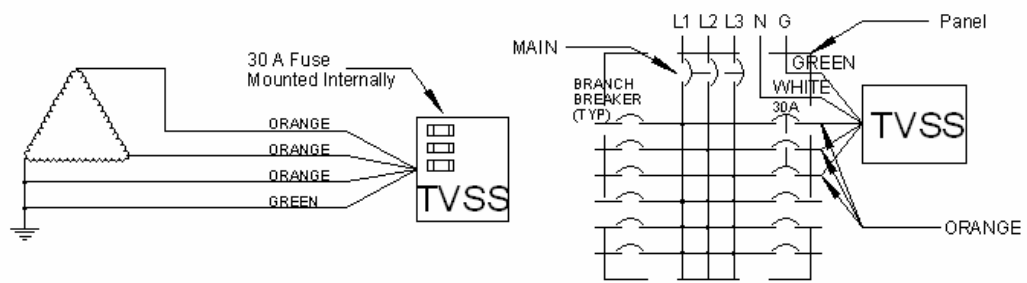 30 A Fuse
Mounted Internally
ORANGE
ORANGE
ORANGE
GREEN
TVSS
L1 L2 L3 N G
Panel
MAIN
GREEN
BRANCH
BREAKER
(TYP)
WHITE
30A
TVSS
ORANGE